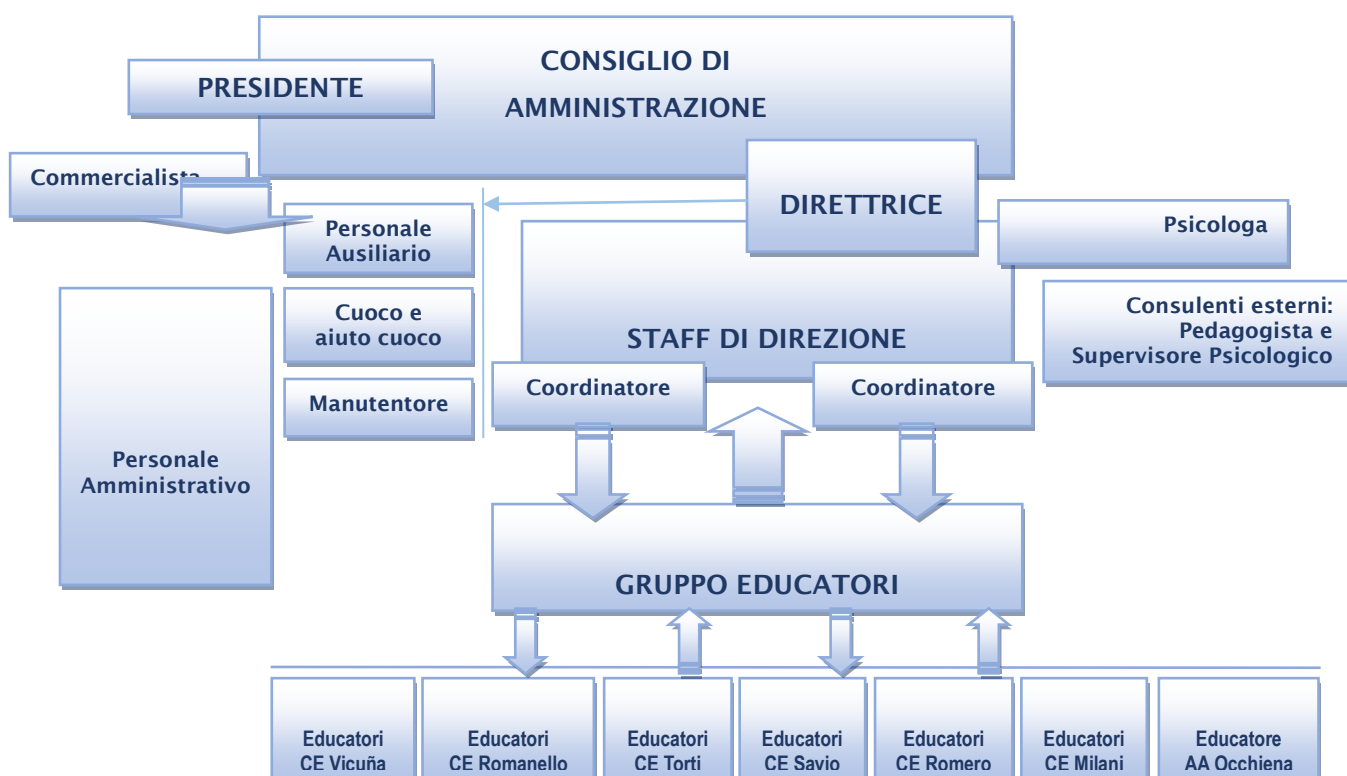 CONSIGLIO DI
AMMINISTRAZIONE
PRESIDENTE
Commercialista
DIRETTRICE
Personale
Ausiliario
Psicologa
Cuoco e
aiuto cuoco
Consulenti esterni:
Pedagogista e
Supervisore Psicologico
STAFF DI DIREZIONE
Manutentore
Coordinatore
Coordinatore
Personale
Amministrativo
GRUPPO EDUCATORI
Educatori
CE Vicuña
Educatori
CE Romanello
Educatori
CE Torti
Educatori
CE Savio
Educatori
CE Romero
Educatori
CE Milani
Educatore
AA Occhiena